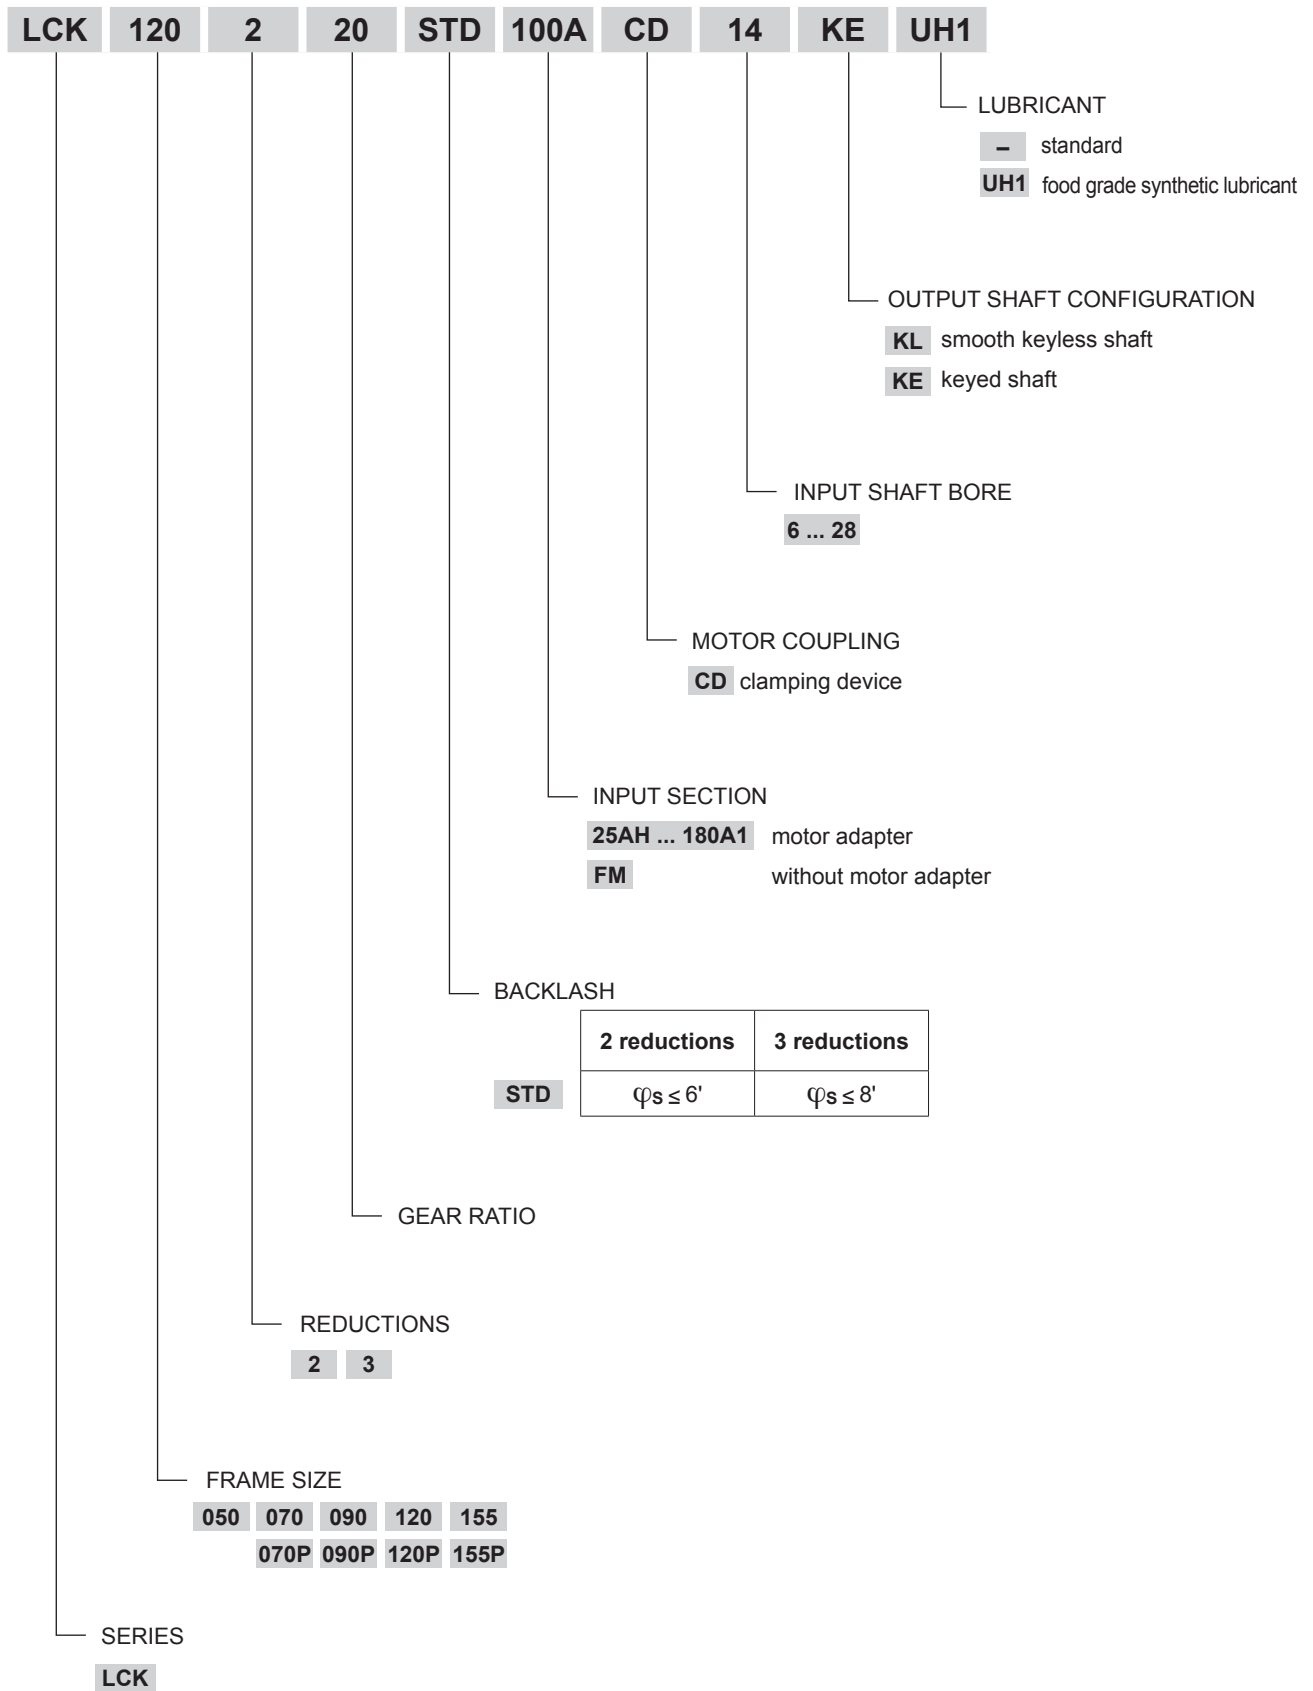 LCK 120 2 20 STD 100A CD 14 KE UH1
LUBRICANT
– standard
UH1 food grade synthetic lubricant
OUTPUT SHAFT CONFIGURATION
KL smooth keyless shaft
KE keyed shaft
INPUT SHAFT BORE
6 ... 28
MOTOR COUPLING
CD clamping device
INPUT SECTION
25AH ... 180A1 motor adapter
FM without motor adapter
BACKLASH
2 reductions 3 reductions
STD φs ≤ 6' φs ≤ 8'
GEAR RATIO
REDUCTIONS
2 3
FRAME SIZE
050 070 090 120 155
070P 090P 120P 155P
SERIES
LCK